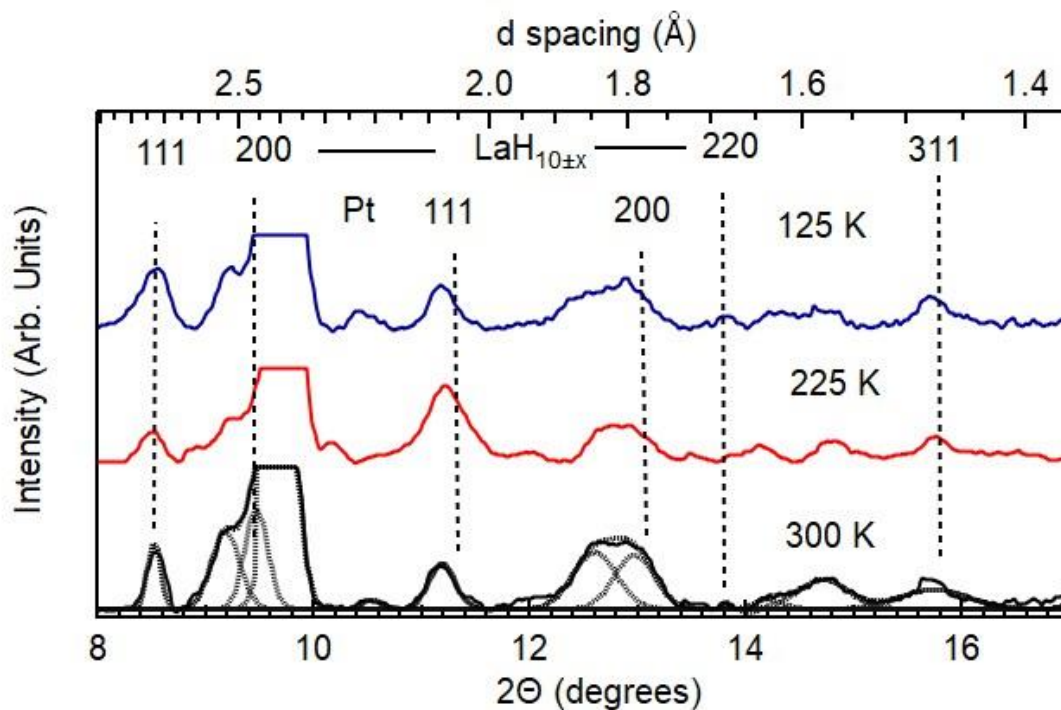 d spacing (Å)
2.5 2.0 1.8 1.6 1.4
111 200 LaH10±x 220 311
Pt 111 200
125 K
225 K
300 K
Intensity (Arb. Units)
8 10 12 14 16
2Θ (degrees)